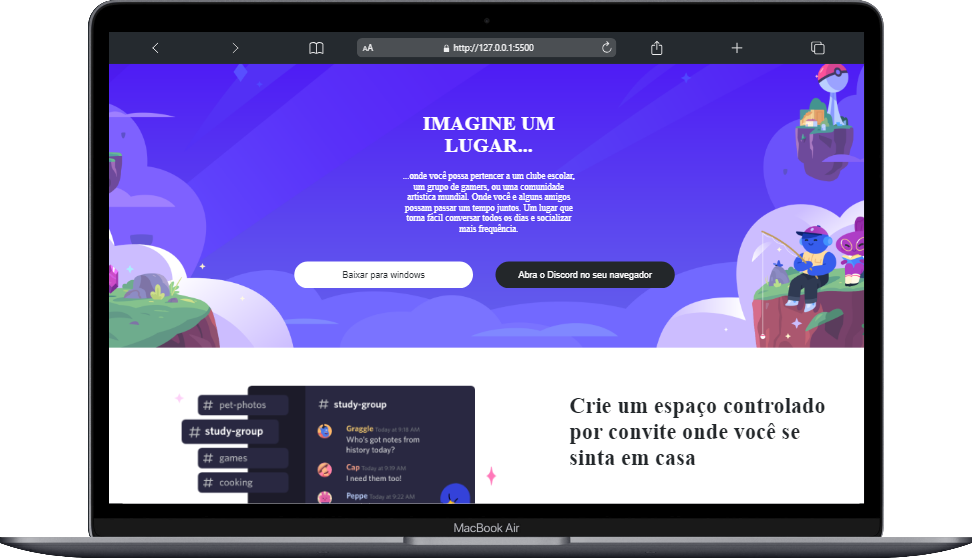 AA http://127.0.0.1:5500
IMAGINE UM
LUGAR...
...onde você possa pertencer a um clube escolar,
um grupo de gamers, ou uma comunidade
artística mundial. Onde você e alguns amigos
possam passar um tempo juntos. Um lugar que
torna fácil conversar todos os dias e socializar
mais frequência.
Baixar para windows
Abra o Discord no seu navegador
# pet-photos
# study-group
# games
# cooking
# study-group
Graggle Today at 9:18 AM
Who's got notes from
history today?
Cap Today at 9:19 AM
I need them too!
Peppe Today at 9:22 AM
Crie um espaço controlado
por convite onde você se
sinta em casa
MacBook Air